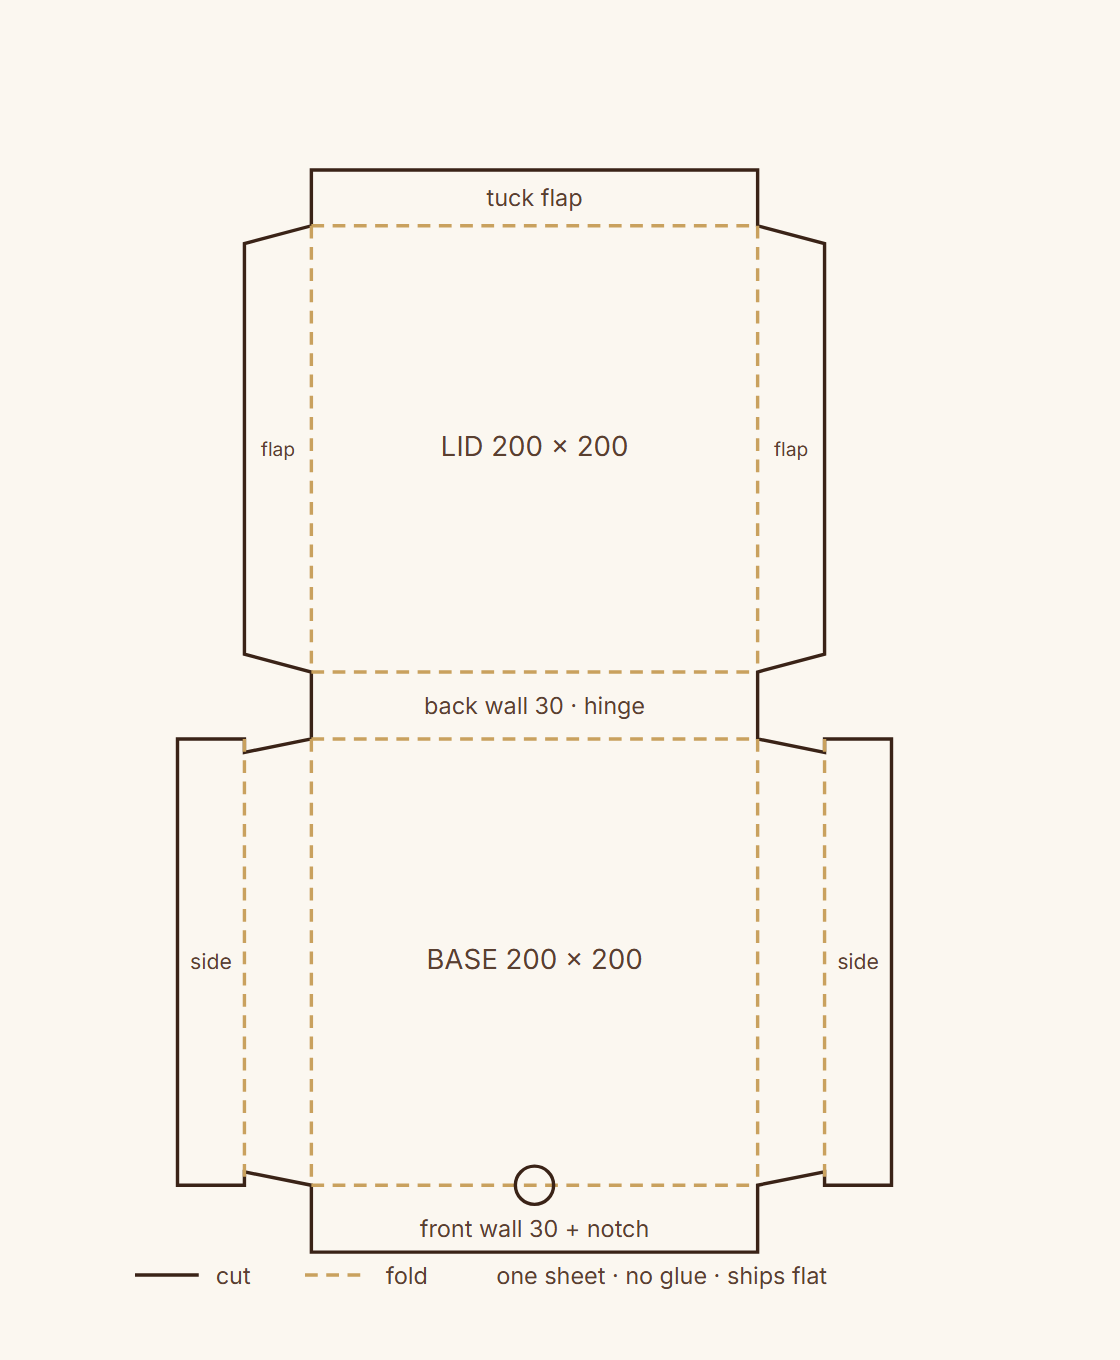 tuck flap
flap
LID 200 × 200
flap
back wall 30 · hinge
side
BASE 200 × 200
side
front wall 30 + notch
cut
fold
one sheet · no glue · ships flat